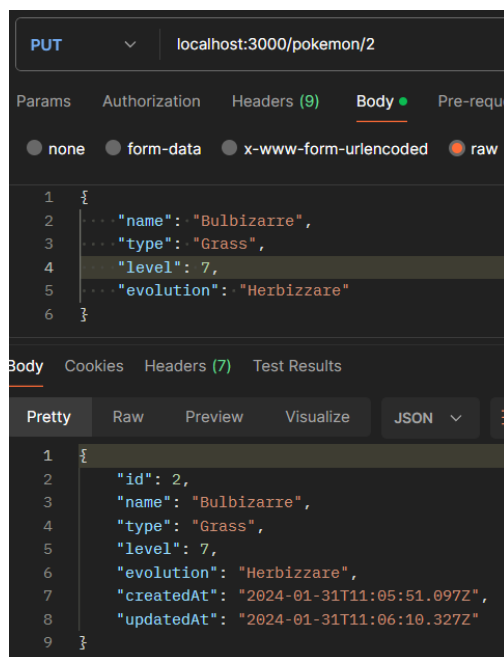 PUT localhost:3000/pokemon/2
Params Authorization Headers (9) Body Pre-requ
none form-data x-www-form-urlencoded raw
1 {
2 "name": "Bulbizarre",
3 "type": "Grass",
4 "level": 7,
5 "evolution": "Herbizzare"
6 }
Body Cookies Headers (7) Test Results
Pretty Raw Preview Visualize JSON
1 {
2 "id": 2,
3 "name": "Bulbizarre",
4 "type": "Grass",
5 "level": 7,
6 "evolution": "Herbizzare",
7 "createdAt": "2024-01-31T11:05:51.097Z",
8 "updatedAt": "2024-01-31T11:06:10.327Z"
9 }